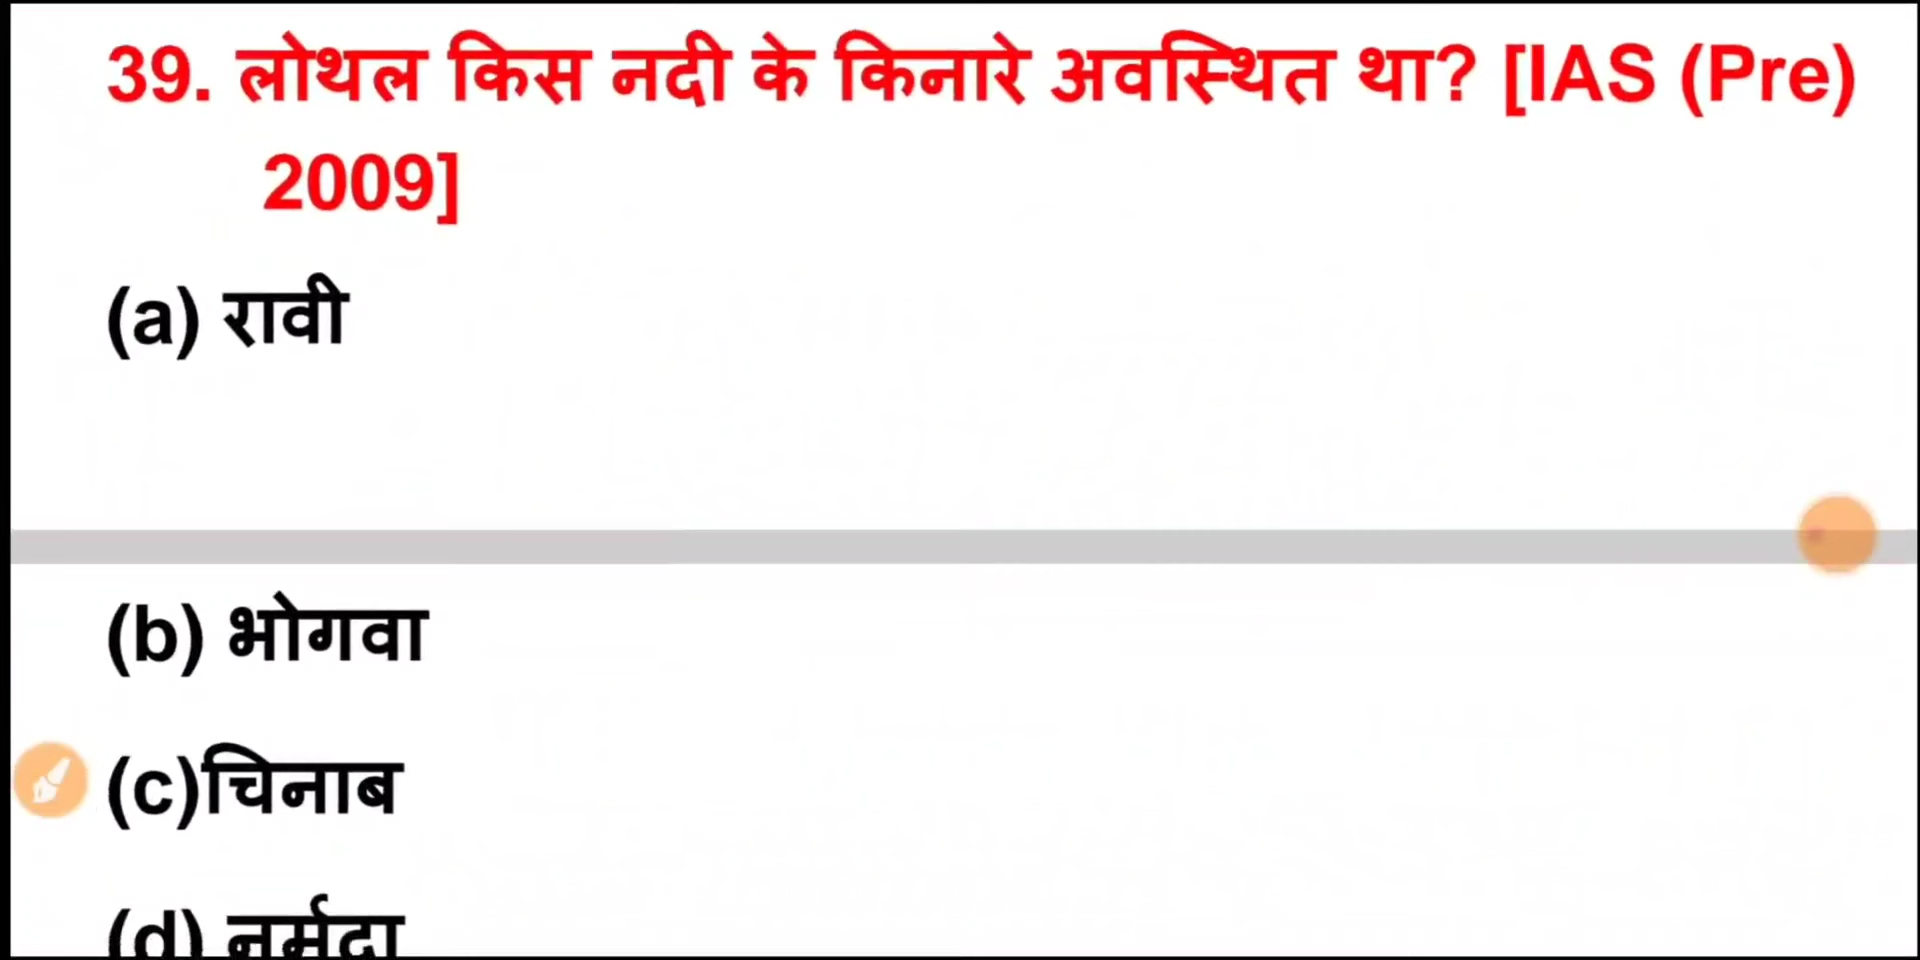 39. लोथल किस नदी के किनारे अवस्थित था? [IAS (Pre)
2009]
(a) रावी
(b) भोगवा
(c)चिनाब
(d) नर्मदा